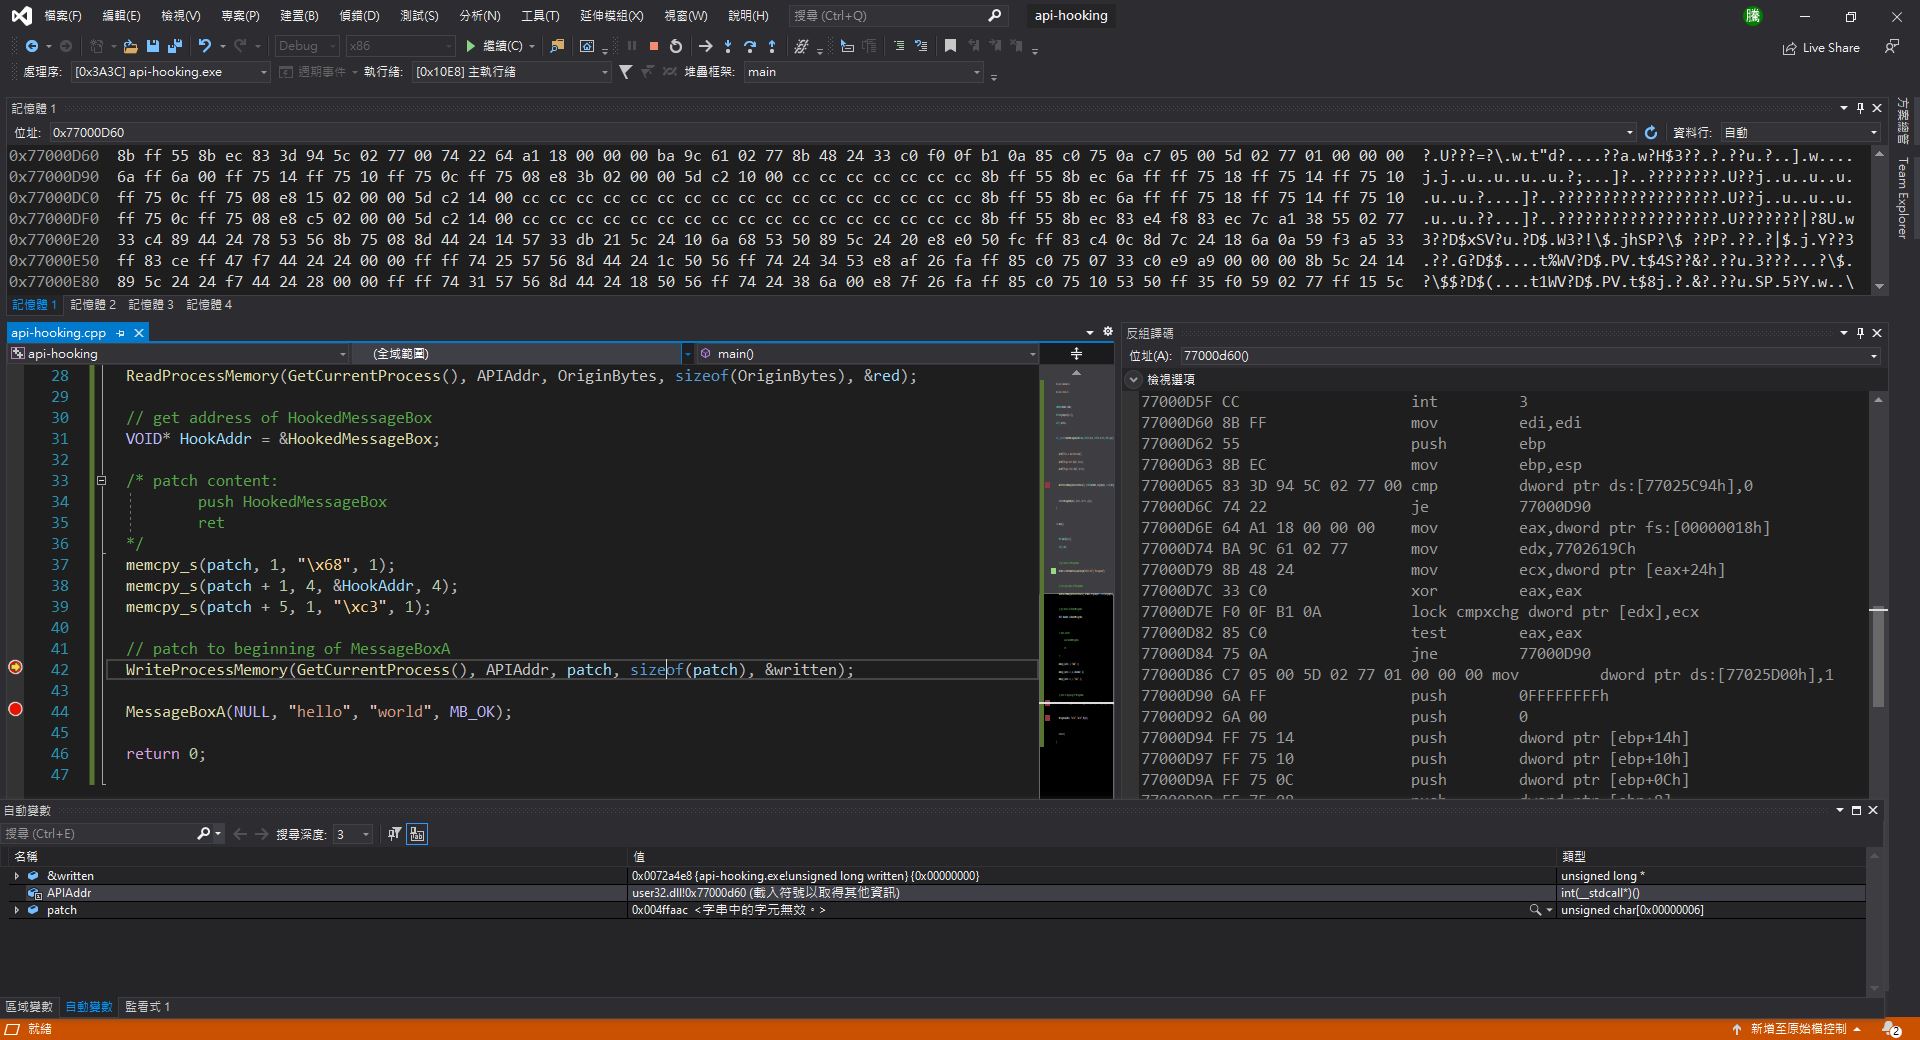 檔案(F) 編輯(E) 檢視(V) 專案(P) 建置(B) 偵錯(D) 測試(S) 分析(N) 工具(T) 延伸模組(X) 視窗(W) 說明(H) 搜尋 (Ctrl+Q) api-hooking 騰
Debug x86 繼續(C) Live Share
處理序: [0x3A3C] api-hooking.exe 週期事件 執行緒: [0x10E8] 主執行緒 堆疊框架: main
記憶體 1
位址: 0x77000D60 資料行: 自動
0x77000D60 8b ff 55 8b ec 83 3d 94 5c 02 77 00 74 22 64 a1 18 00 00 00 ba 9c 61 02 77 8b 48 24 33 c0 f0 0f b1 0a 85 c0 75 0a c7 05 00 5d 02 77 01 00 00 00 ?.U???=?\.w.t"d?....??a.w?H$3??.?.??u.?..].w....
0x77000D90 6a ff 6a 00 ff 75 14 ff 75 10 ff 75 0c ff 75 08 e8 3b 02 00 00 5d c2 10 00 cc cc cc cc cc cc cc cc 8b ff 55 8b ec 6a ff ff 75 18 ff 75 14 ff 75 10 j.j..u..u..u..u.?;...]?..????????.U??j..u..u..u.
0x77000DC0 ff 75 0c ff 75 08 e8 15 02 00 00 5d c2 14 00 cc cc cc cc cc cc cc cc cc cc cc cc cc cc cc cc cc 8b ff 55 8b ec 6a ff ff 75 18 ff 75 14 ff 75 10 .u..u.?....]?..??????????????????.U??j..u..u..u.
0x77000DF0 ff 75 0c ff 75 08 e8 c5 02 00 00 5d c2 14 00 cc cc cc cc cc cc cc cc cc cc cc cc cc cc cc cc cc 8b ff 55 8b ec 83 e4 f8 83 ec 7c a1 38 55 02 77 .u..u.??...]?..??????????????????.U???????|?8U.w
0x77000E20 33 c4 89 44 24 78 53 56 8b 75 08 8d 44 24 14 57 33 db 21 5c 24 10 6a 68 53 50 89 5c 24 20 e8 e0 50 fc ff 83 c4 0c 8d 7c 24 18 6a 0a 59 f3 a5 33 3??D$xSV?u.?D$.W3?!\$.jhSP?\$ ??P?.??.?|$.j.Y??3
0x77000E50 ff 83 ce ff 47 f7 44 24 24 00 00 ff ff 74 25 57 56 8d 44 24 1c 50 56 ff 74 24 34 53 e8 af 26 fa ff 85 c0 75 07 33 c0 e9 a9 00 00 00 8b 5c 24 14 .??.G?D$$....t%WV?D$.PV.t$4S??&?.??u.3???...?\$.
0x77000E80 89 5c 24 24 f7 44 24 28 00 00 ff ff 74 31 57 56 8d 44 24 18 50 56 ff 74 24 38 6a 00 e8 7f 26 fa ff 85 c0 75 10 53 50 ff 35 f0 59 02 77 ff 15 5c ?\$$?D$(....t1WV?D$.PV.t$8j.?.&?.??u.SP.5?Y.w..\
記憶體 1 記憶體 2 記憶體 3 記憶體 4
api-hooking.cpp
api-hooking (全域範圍) main()
28 ReadProcessMemory(GetCurrentProcess(), APIAddr, OriginBytes, sizeof(OriginBytes), &red);
29
30 // get address of HookedMessageBox
31 VOID* HookAddr = &HookedMessageBox;
32
33 /* patch content:
34 push HookedMessageBox
35 ret
36 */
37 memcpy_s(patch, 1, "\x68", 1);
38 memcpy_s(patch + 1, 4, &HookAddr, 4);
39 memcpy_s(patch + 5, 1, "\xc3", 1);
40
41 // patch to beginning of MessageBoxA
42 WriteProcessMemory(GetCurrentProcess(), APIAddr, patch, sizeof(patch), &written);
43
44 MessageBoxA(NULL, "hello", "world", MB_OK);
45
46 return 0;
47
反組譯碼
位址(A): 77000d60()
檢視選項
77000D5F CC int 3
77000D60 8B FF mov edi,edi
77000D62 55 push ebp
77000D63 8B EC mov ebp,esp
77000D65 83 3D 94 5C 02 77 00 cmp dword ptr ds:[77025C94h],0
77000D6C 74 22 je 77000D90
77000D6E 64 A1 18 00 00 00 mov eax,dword ptr fs:[00000018h]
77000D74 BA 9C 61 02 77 mov edx,7702619Ch
77000D79 8B 48 24 mov ecx,dword ptr [eax+24h]
77000D7C 33 C0 xor eax,eax
77000D7E F0 0F B1 0A lock cmpxchg dword ptr [edx],ecx
77000D82 85 C0 test eax,eax
77000D84 75 0A jne 77000D90
77000D86 C7 05 00 5D 02 77 01 00 00 00 mov dword ptr ds:[77025D00h],1
77000D90 6A FF push 0FFFFFFFFh
77000D92 6A 00 push 0
77000D94 FF 75 14 push dword ptr [ebp+14h]
77000D97 FF 75 10 push dword ptr [ebp+10h]
77000D9A FF 75 0C push dword ptr [ebp+0Ch]
77000D9D FF 75 08 push dword ptr [ebp+8]
方案總管
Team Explorer
自動變數
搜尋 (Ctrl+E) 搜尋深度: 3
名稱 值 類型
&written 0x0072a4e8 {api-hooking.exe!unsigned long written} {0x00000000} unsigned long *
APIAddr user32.dll!0x77000d60 (載入符號以取得其他資訊) int(__stdcall*)()
patch 0x004ffaac <字串中的字元無效。> unsigned char[0x00000006]
區域變數 自動變數 監看式 1
就緒 新增至原始檔控制 2